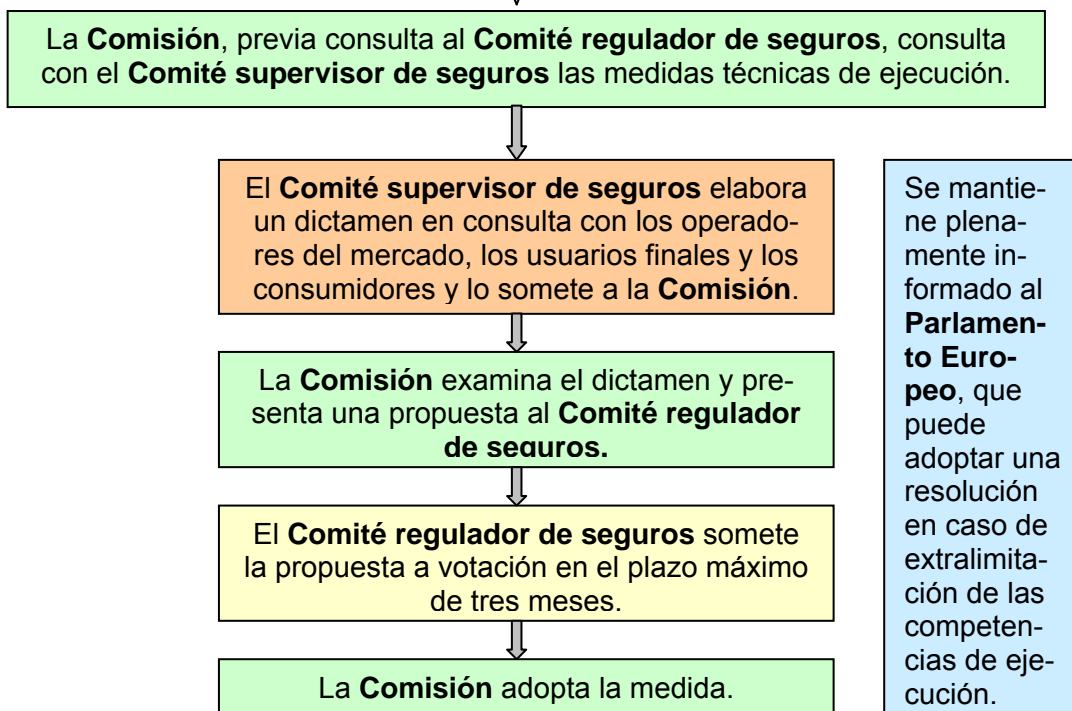 La Comisión, previa consulta al Comité regulador de seguros, consulta
con el Comité supervisor de seguros las medidas técnicas de ejecución.
El Comité supervisor de seguros elabora
un dictamen en consulta con los operado-
res del mercado, los usuarios finales y los
consumidores y lo somete a la Comisión.
La Comisión examina el dictamen y pre-
senta una propuesta al Comité regulador
de seguros.
El Comité regulador de seguros somete
la propuesta a votación en el plazo máximo
de tres meses.
La Comisión adopta la medida.
Se mantie-
ne plena-
mente in-
formado al
Parlamen-
to Euro-
peo, que
puede
adoptar una
resolución
en caso de
extralimita-
ción de las
competen-
cias de eje-
cución.